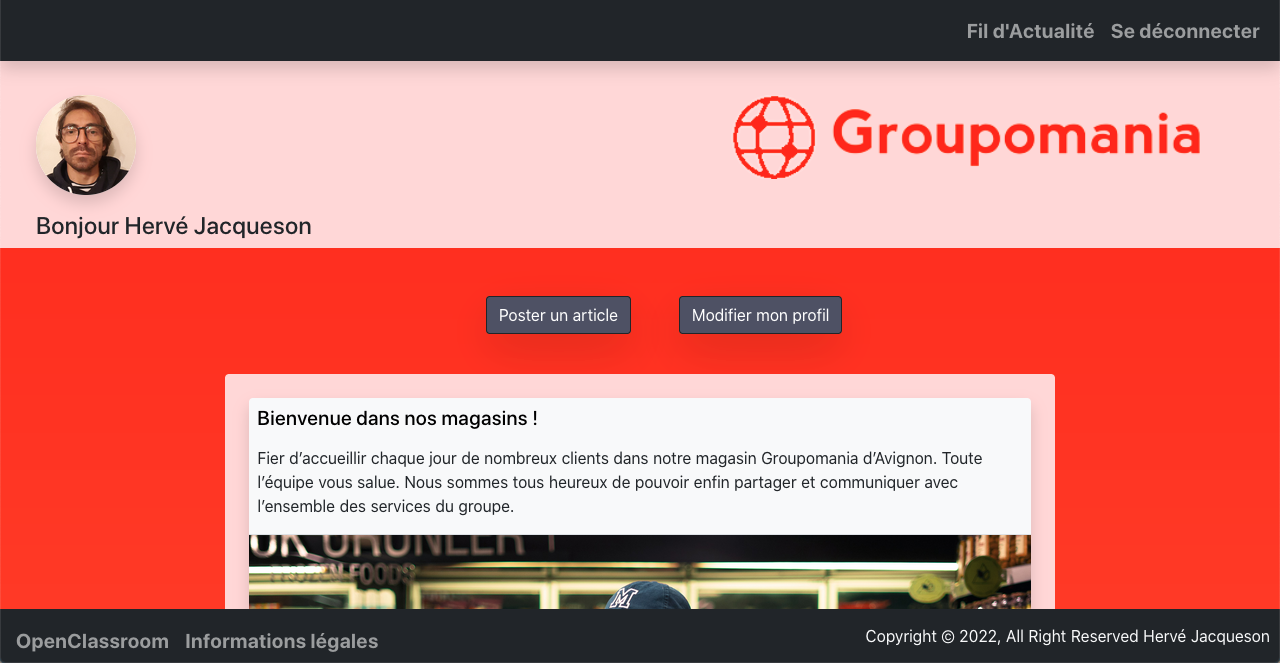 Fil d'Actualité Se déconnecter
Groupomania
Bonjour Hervé Jacqueson
Poster un article Modifier mon profil
Bienvenue dans nos magasins !
Fier d’accueillir chaque jour de nombreux clients dans notre magasin Groupomania d’Avignon. Toute
l’équipe vous salue. Nous sommes tous heureux de pouvoir enfin partager et communiquer avec
l’ensemble des services du groupe.
FROZEN FOODS
M
OpenClassroom Informations légales
Copyright © 2022, All Right Reserved Hervé Jacqueson